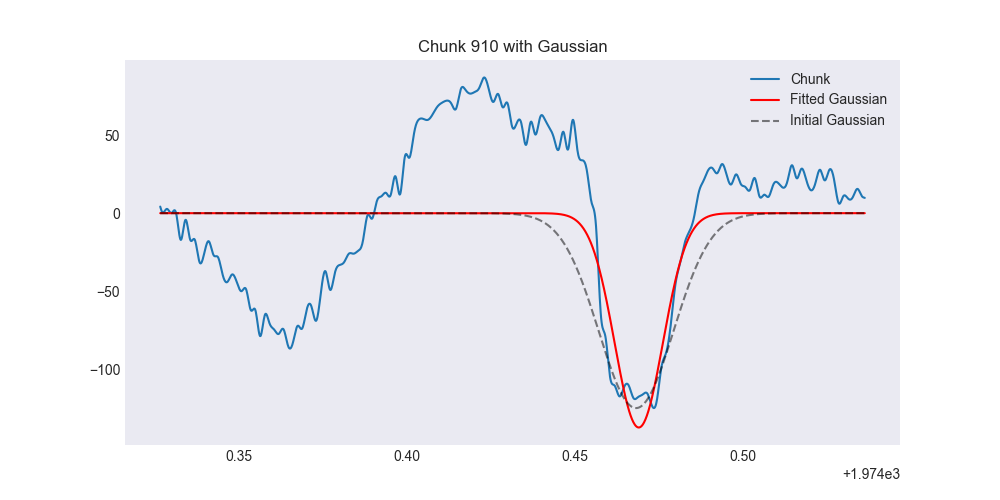 Chunk 910 with Gaussian
Chunk
Fitted Gaussian
Initial Gaussian
50
0
−50
−100
0.35 0.40 0.45 0.50
+1.974e3